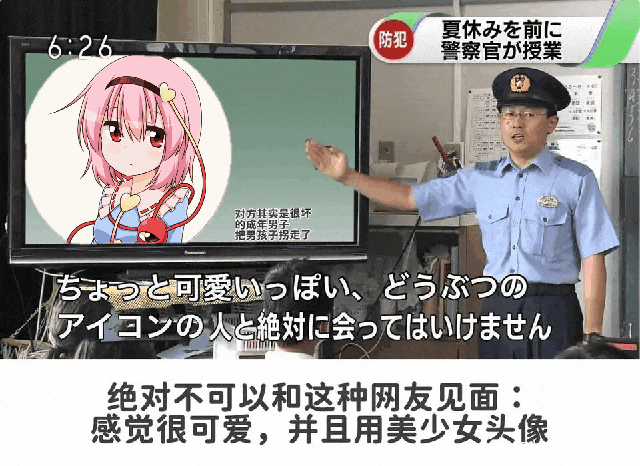 6:26
防犯
夏休みを前に
警察官が授業
对方其实是很坏
的成年男子
把男孩子拐走了
Panasonic
ちょっと可愛いっぽい、どうぶつの
アイコンの人と絶対に会ってはいけません
绝对不可以和这种网友见面：
感觉很可爱，并且用美少女头像